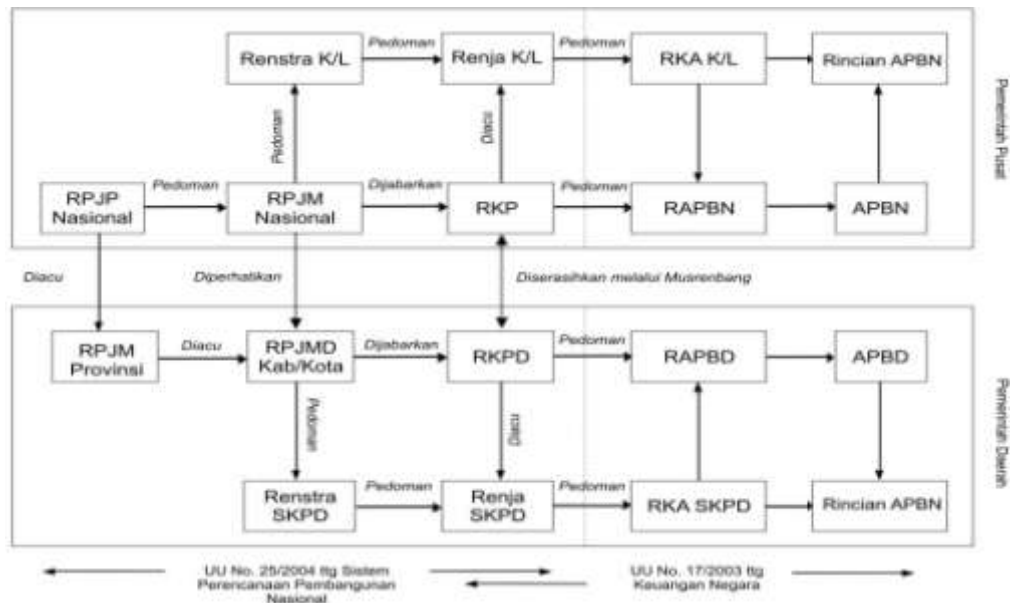 Pedoman
Pedoman
Renstra K/L
Renja K/L
RKA K/L
Rincian APBN
Pedoman
Diacu
Pemerintah Pusat
RPJP
Nasional
Pedoman
RPJM
Nasional
Dijabarkan
RKP
Pedoman
RAPBN
APBN
Diacu
Diperhatikan
Diserasihkan melalui Musrenbang
RPJM
Provinsi
Diacu
RPJMD
Kab/Kota
Dijabarkan
RKPD
Pedoman
RAPBD
APBD
Pedoman
Diacu
Pemerintah Daerah
Renstra
SKPD
Pedoman
Renja
SKPD
Pedoman
RKA SKPD
Rincian APBN
UU No. 25/2004 ttg Sistem
Perencanaan Pembangunan
Nasional
UU No. 17/2003 ttg
Keuangan Negara